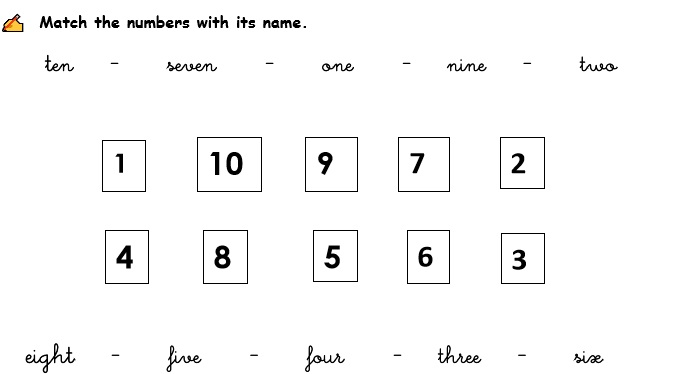 Match the numbers with its name.
ten - seven - one - nine - two
1 10 9 7 2
4 8 5 6 3
eight - five - four - three - six